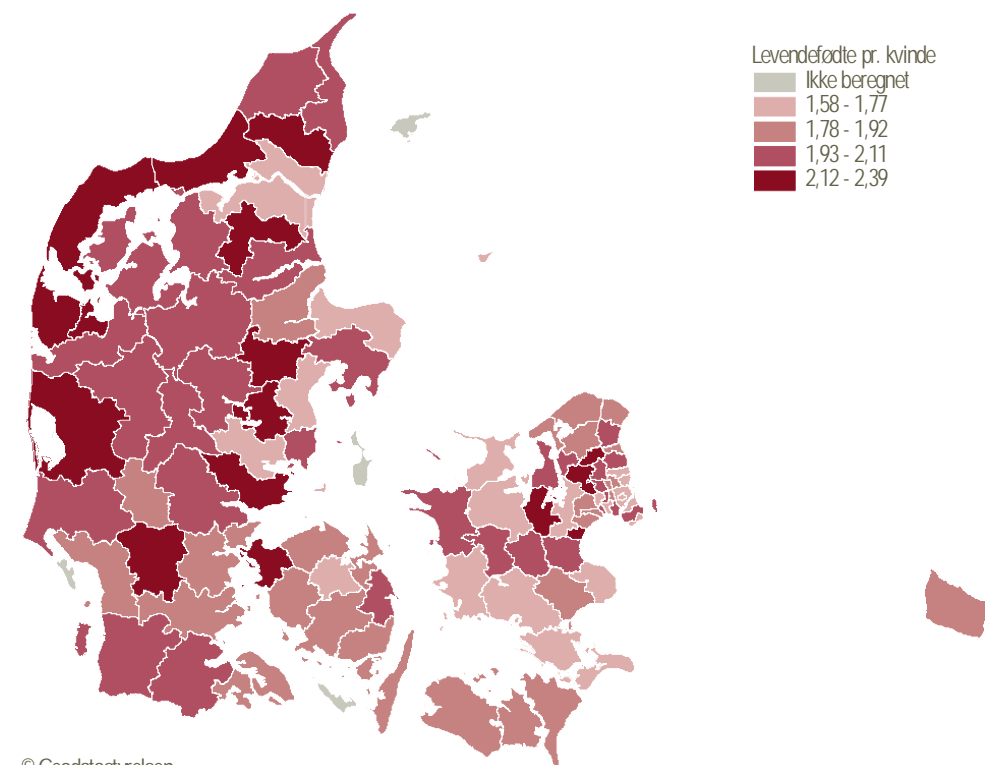 Levendefødte pr. kvinde
Ikke beregnet
1,58 - 1,77
1,78 - 1,92
1,93 - 2,11
2,12 - 2,39
© Geodatastyrelsen